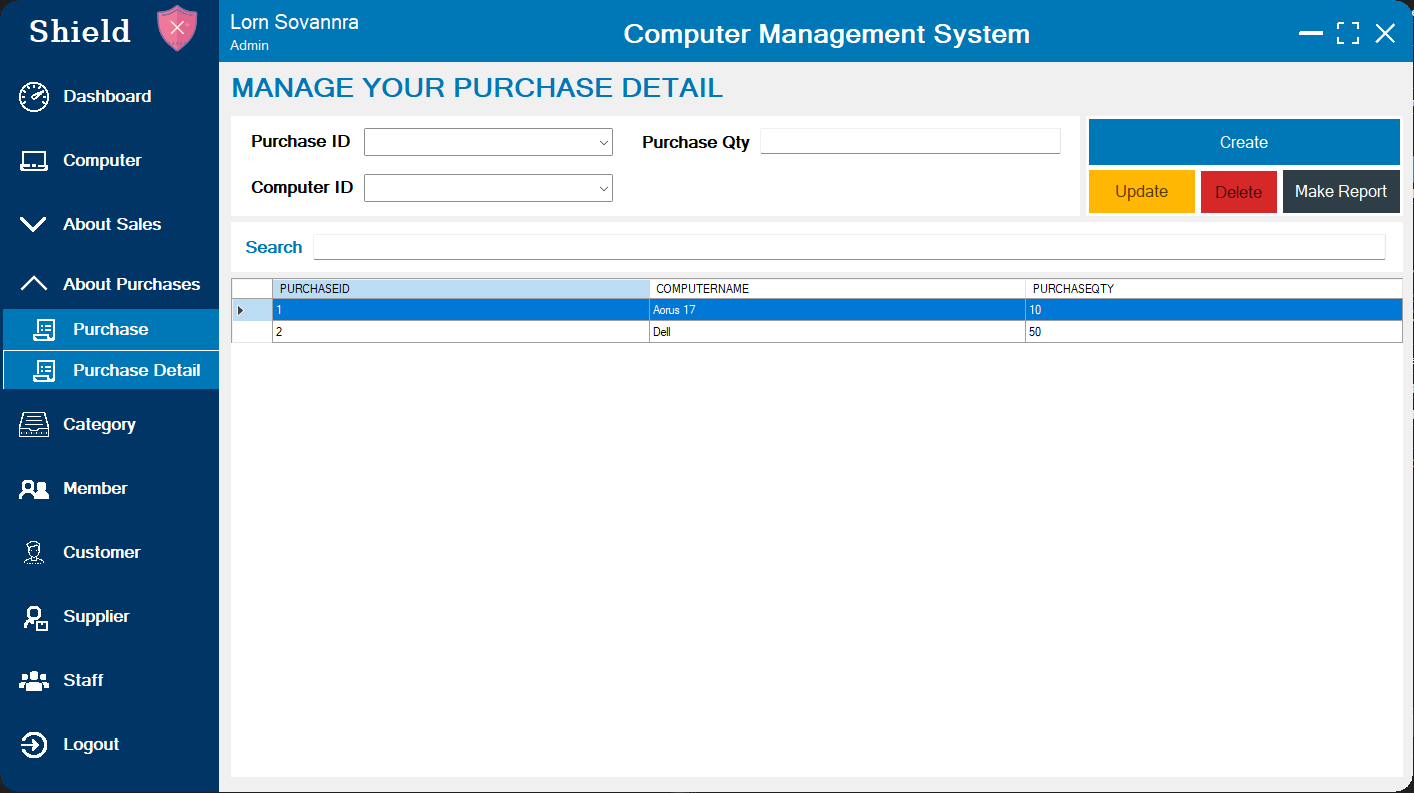 Shield
Lorn Sovannra
Admin
Computer Management System
Dashboard
Computer
About Sales
About Purchases
Purchase
Purchase Detail
Category
Member
Customer
Supplier
Staff
Logout
MANAGE YOUR PURCHASE DETAIL
Purchase ID
Purchase Qty
Computer ID
Create
Update
Delete
Make Report
Search
PURCHASEID COMPUTERNAME PURCHASEQTY
1 Aorus 17 10
2 Dell 50